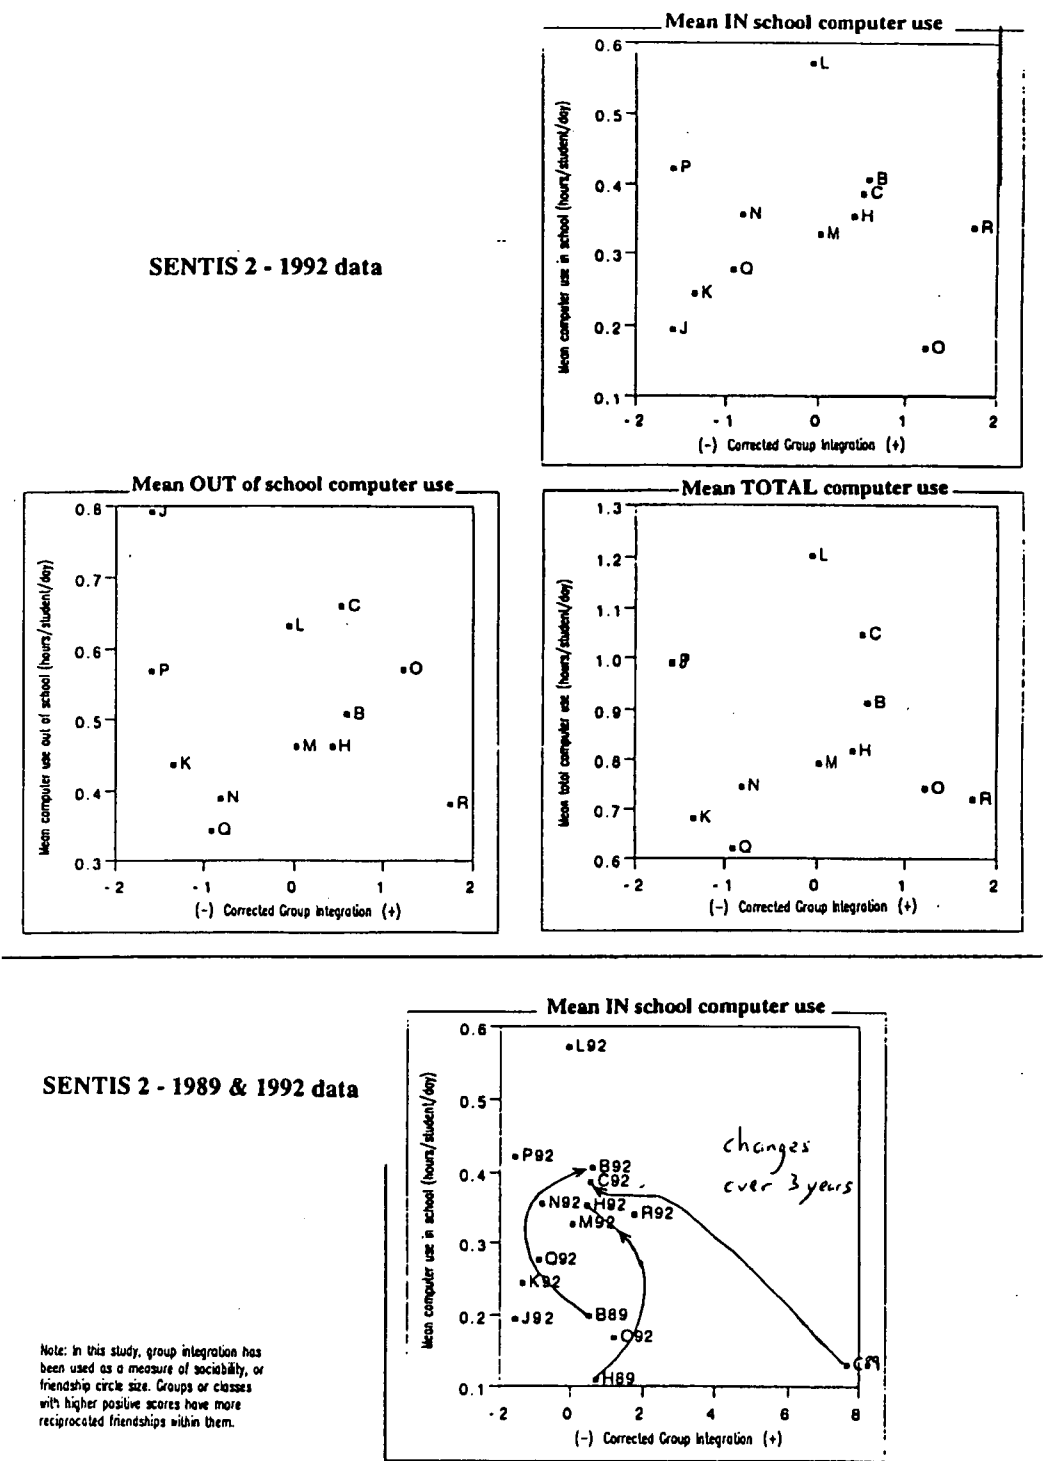 Mean IN school computer use
0.6
0.5
0.4
0.3
0.2
0.1
Mean computer use in school (hours/student/day)
L
P
B
C
N
H
M
R
Q
K
J
O
-2 -1 0 1 2
(-) Corrected Group Integration (+)
SENTIS 2 - 1992 data
Mean OUT of school computer use
0.8
0.7
0.6
0.5
0.4
0.3
Mean computer use out of school (hours/student/day)
J
C
L
P
O
B
M
H
K
N
R
Q
-2 -1 0 1 2
(-) Corrected Group Integration (+)
Mean TOTAL computer use
1.3
1.2
1.1
1.0
0.9
0.8
0.7
0.6
Mean total computer use (hours/student/day)
L
C
B
H
M
N
O
R
K
Q
-2 -1 0 1 2
(-) Corrected Group Integration (+)
SENTIS 2 - 1989 & 1992 data
Mean IN school computer use
0.6
0.5
0.4
0.3
0.2
0.1
Mean computer use in school (hours/student/day)
L92
changes
over 3 years
P92
B92
C92
N92
H92
R92
M92
Q92
K92
J92
B89
O92
C89
H89
-2 0 2 4 6 8
(-) Corrected Group Integration (+)
Note: In this study, group integration has
been used as a measure of sociability, or
friendship circle size. Groups or classes
with higher positive scores have more
reciprocated friendships within them.